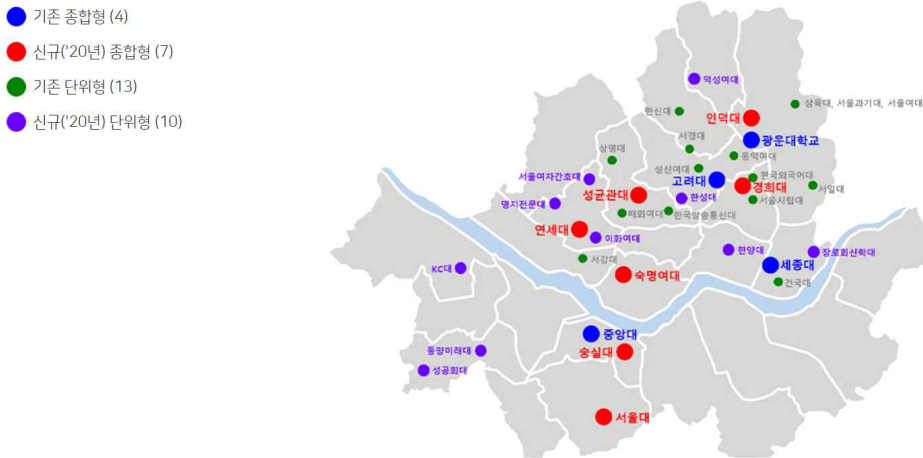 기존 종합형 (4)
신규('20년) 종합형 (7)
기존 단위형 (13)
신규('20년) 단위형 (10)
덕성여대
삼육대, 서울과기대, 서울여대
한신대
인덕대
서경대
광운대학교
상명대
동덕여대
성신여대
서울여자간호대
고려대
한국외국어대
경희대
서일대
성균관대
한성대
서울시립대
명지전문대
배화여대
한국방송통신대
연세대
이화여대
한양대
장로회신학대
서강대
세종대
KC대
숙명여대
건국대
중앙대
동양미래대
숭실대
성공회대
서울대